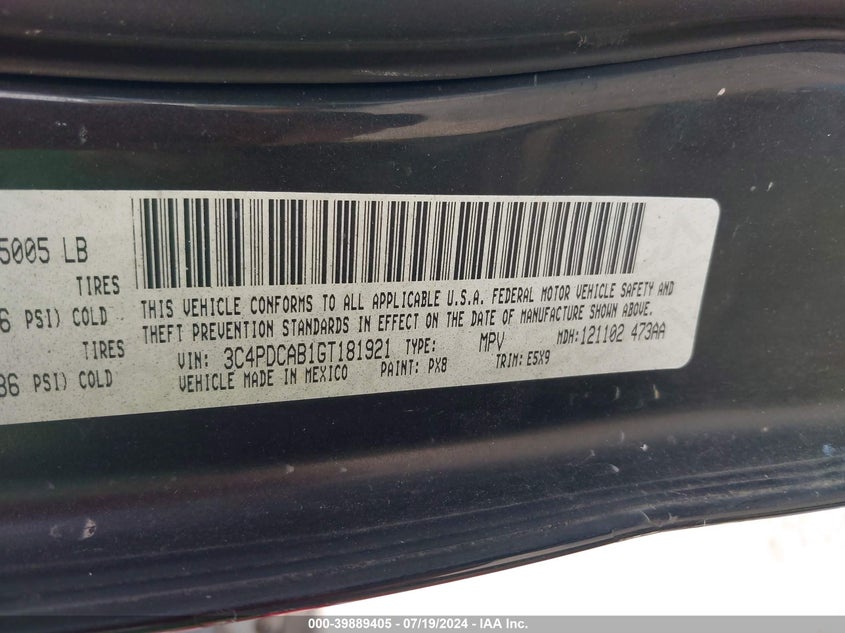 5005 LB
TIRES
6 PSI) COLD
TIRES
36 PSI) COLD
THIS VEHICLE CONFORMS TO ALL APPLICABLE U.S.A. FEDERAL MOTOR VEHICLE SAFETY AND
THEFT PREVENTION STANDARDS IN EFFECT ON THE DATE OF MANUFACTURE SHOWN ABOVE.
VIN: 3C4PDCAB1GT181921 TYPE: MPV MDH:121102 473AA
VEHICLE MADE IN MEXICO PAINT: PX8 TRIM: E5X9
000-39889405 - 07/19/2024 - IAA Inc.